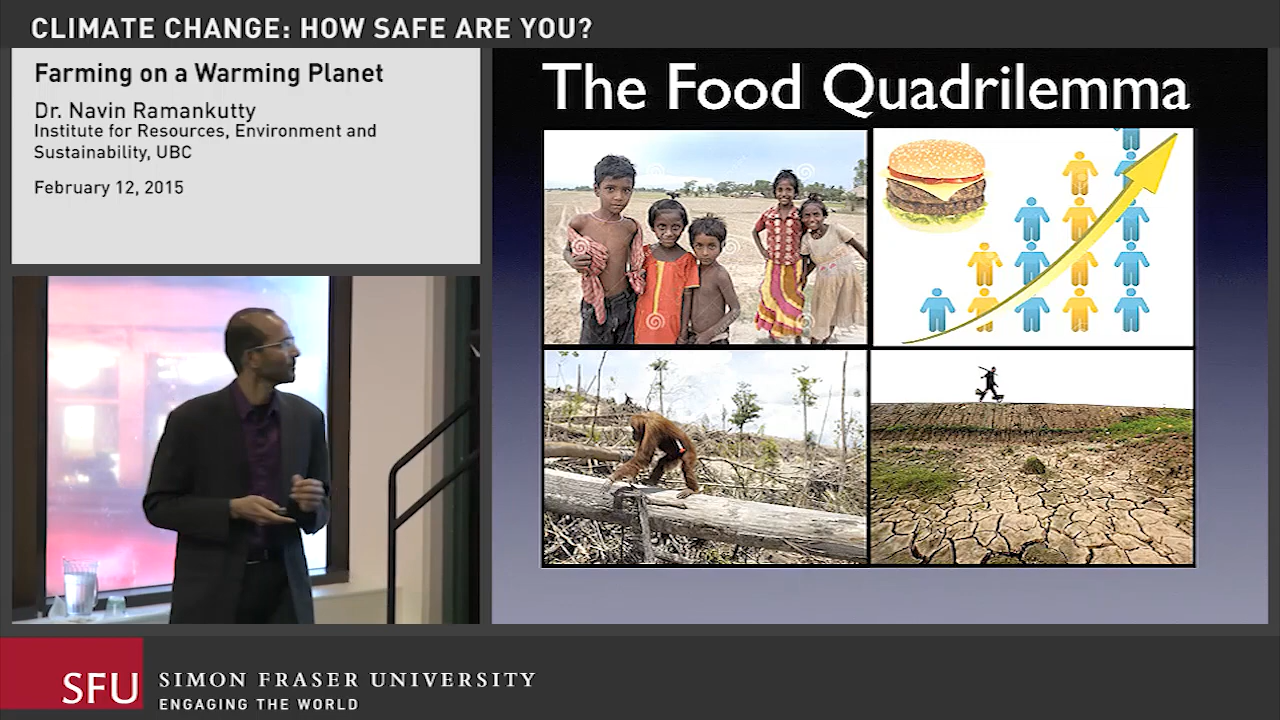 CLIMATE CHANGE: HOW SAFE ARE YOU?
Farming on a Warming Planet
Dr. Navin Ramankutty
Institute for Resources, Environment and
Sustainability, UBC
February 12, 2015
The Food Quadrilemma
SFU
SIMON FRASER UNIVERSITY
ENGAGING THE WORLD